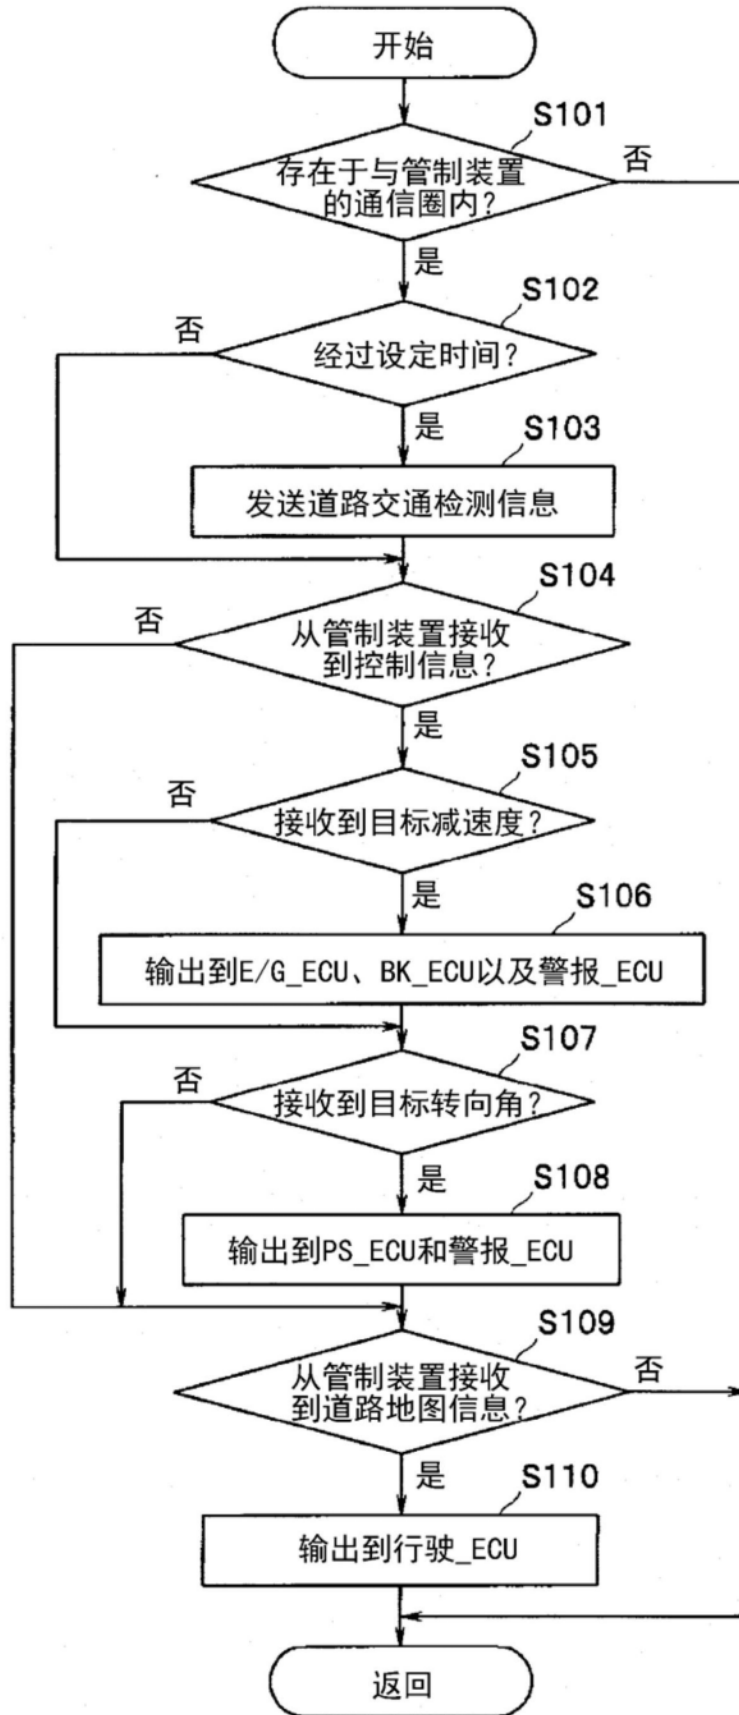 开始
S101
存在于与管制装置
的通信圈内?
否
是
S102
否
经过设定时间?
是
S103
发送道路交通检测信息
S104
否
从管制装置接收
到控制信息?
是
S105
否
接收到目标减速度?
是
S106
输出到E/G_ECU、BK_ECU以及警报_ECU
S107
否
接收到目标转向角?
是
S108
输出到PS_ECU和警报_ECU
S109
从管制装置接收
到道路地图信息?
否
是
S110
输出到行驶_ECU
返回